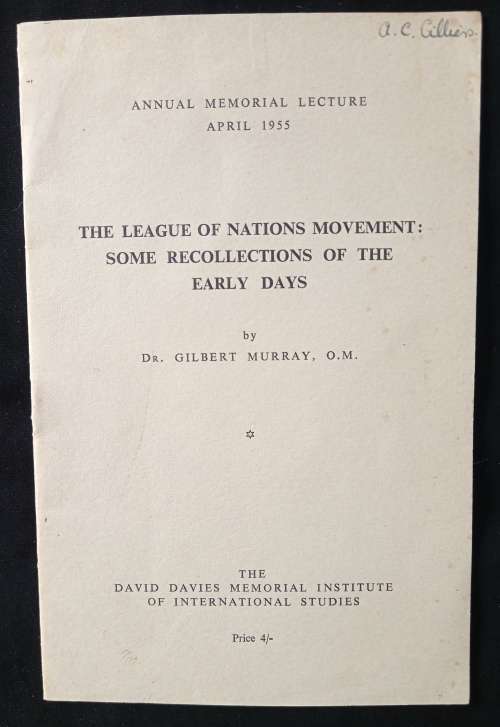 A. C. Cilliers.
ANNUAL MEMORIAL LECTURE
APRIL 1955
THE LEAGUE OF NATIONS MOVEMENT:
SOME RECOLLECTIONS OF THE
EARLY DAYS
by
DR. GILBERT MURRAY, O.M.
THE
DAVID DAVIES MEMORIAL INSTITUTE
OF INTERNATIONAL STUDIES
Price 4/-